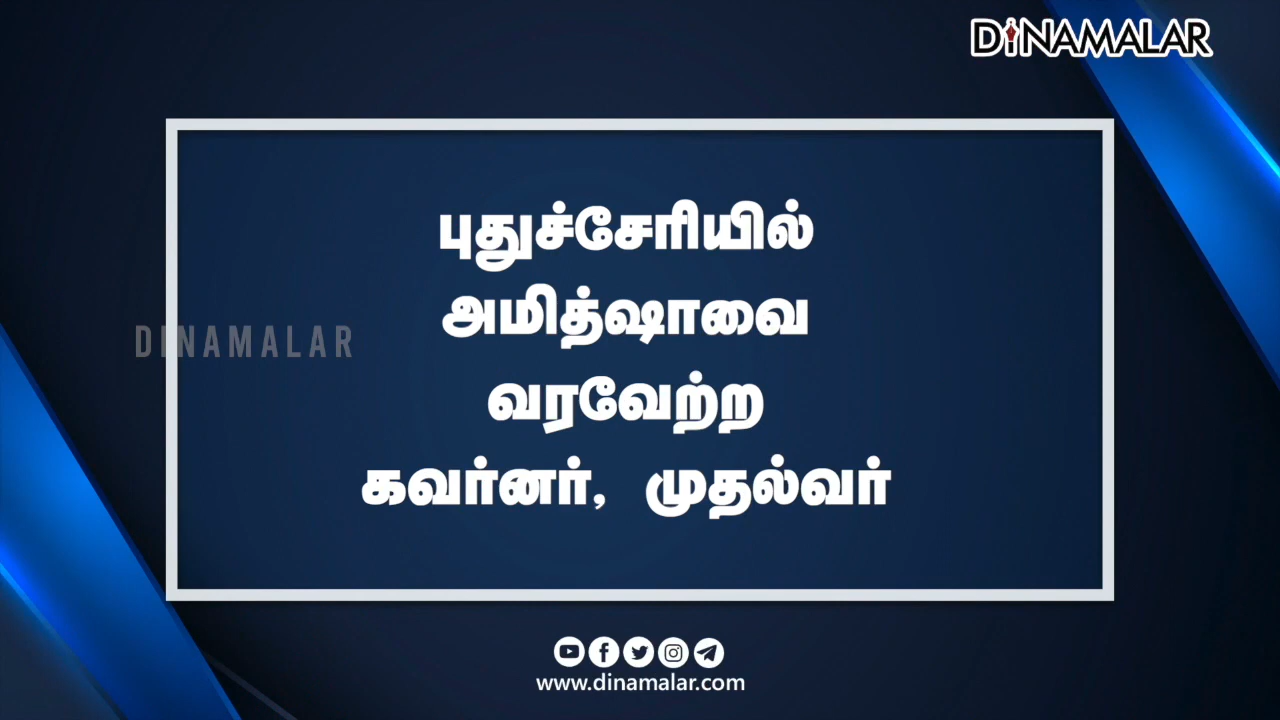 DINAMALAR
புதுச்சேரியில்
அமித்ஷாவை
DINAMALAR
வரவேற்ற
கவர்னர், முதல்வர்
www.dinamalar.com